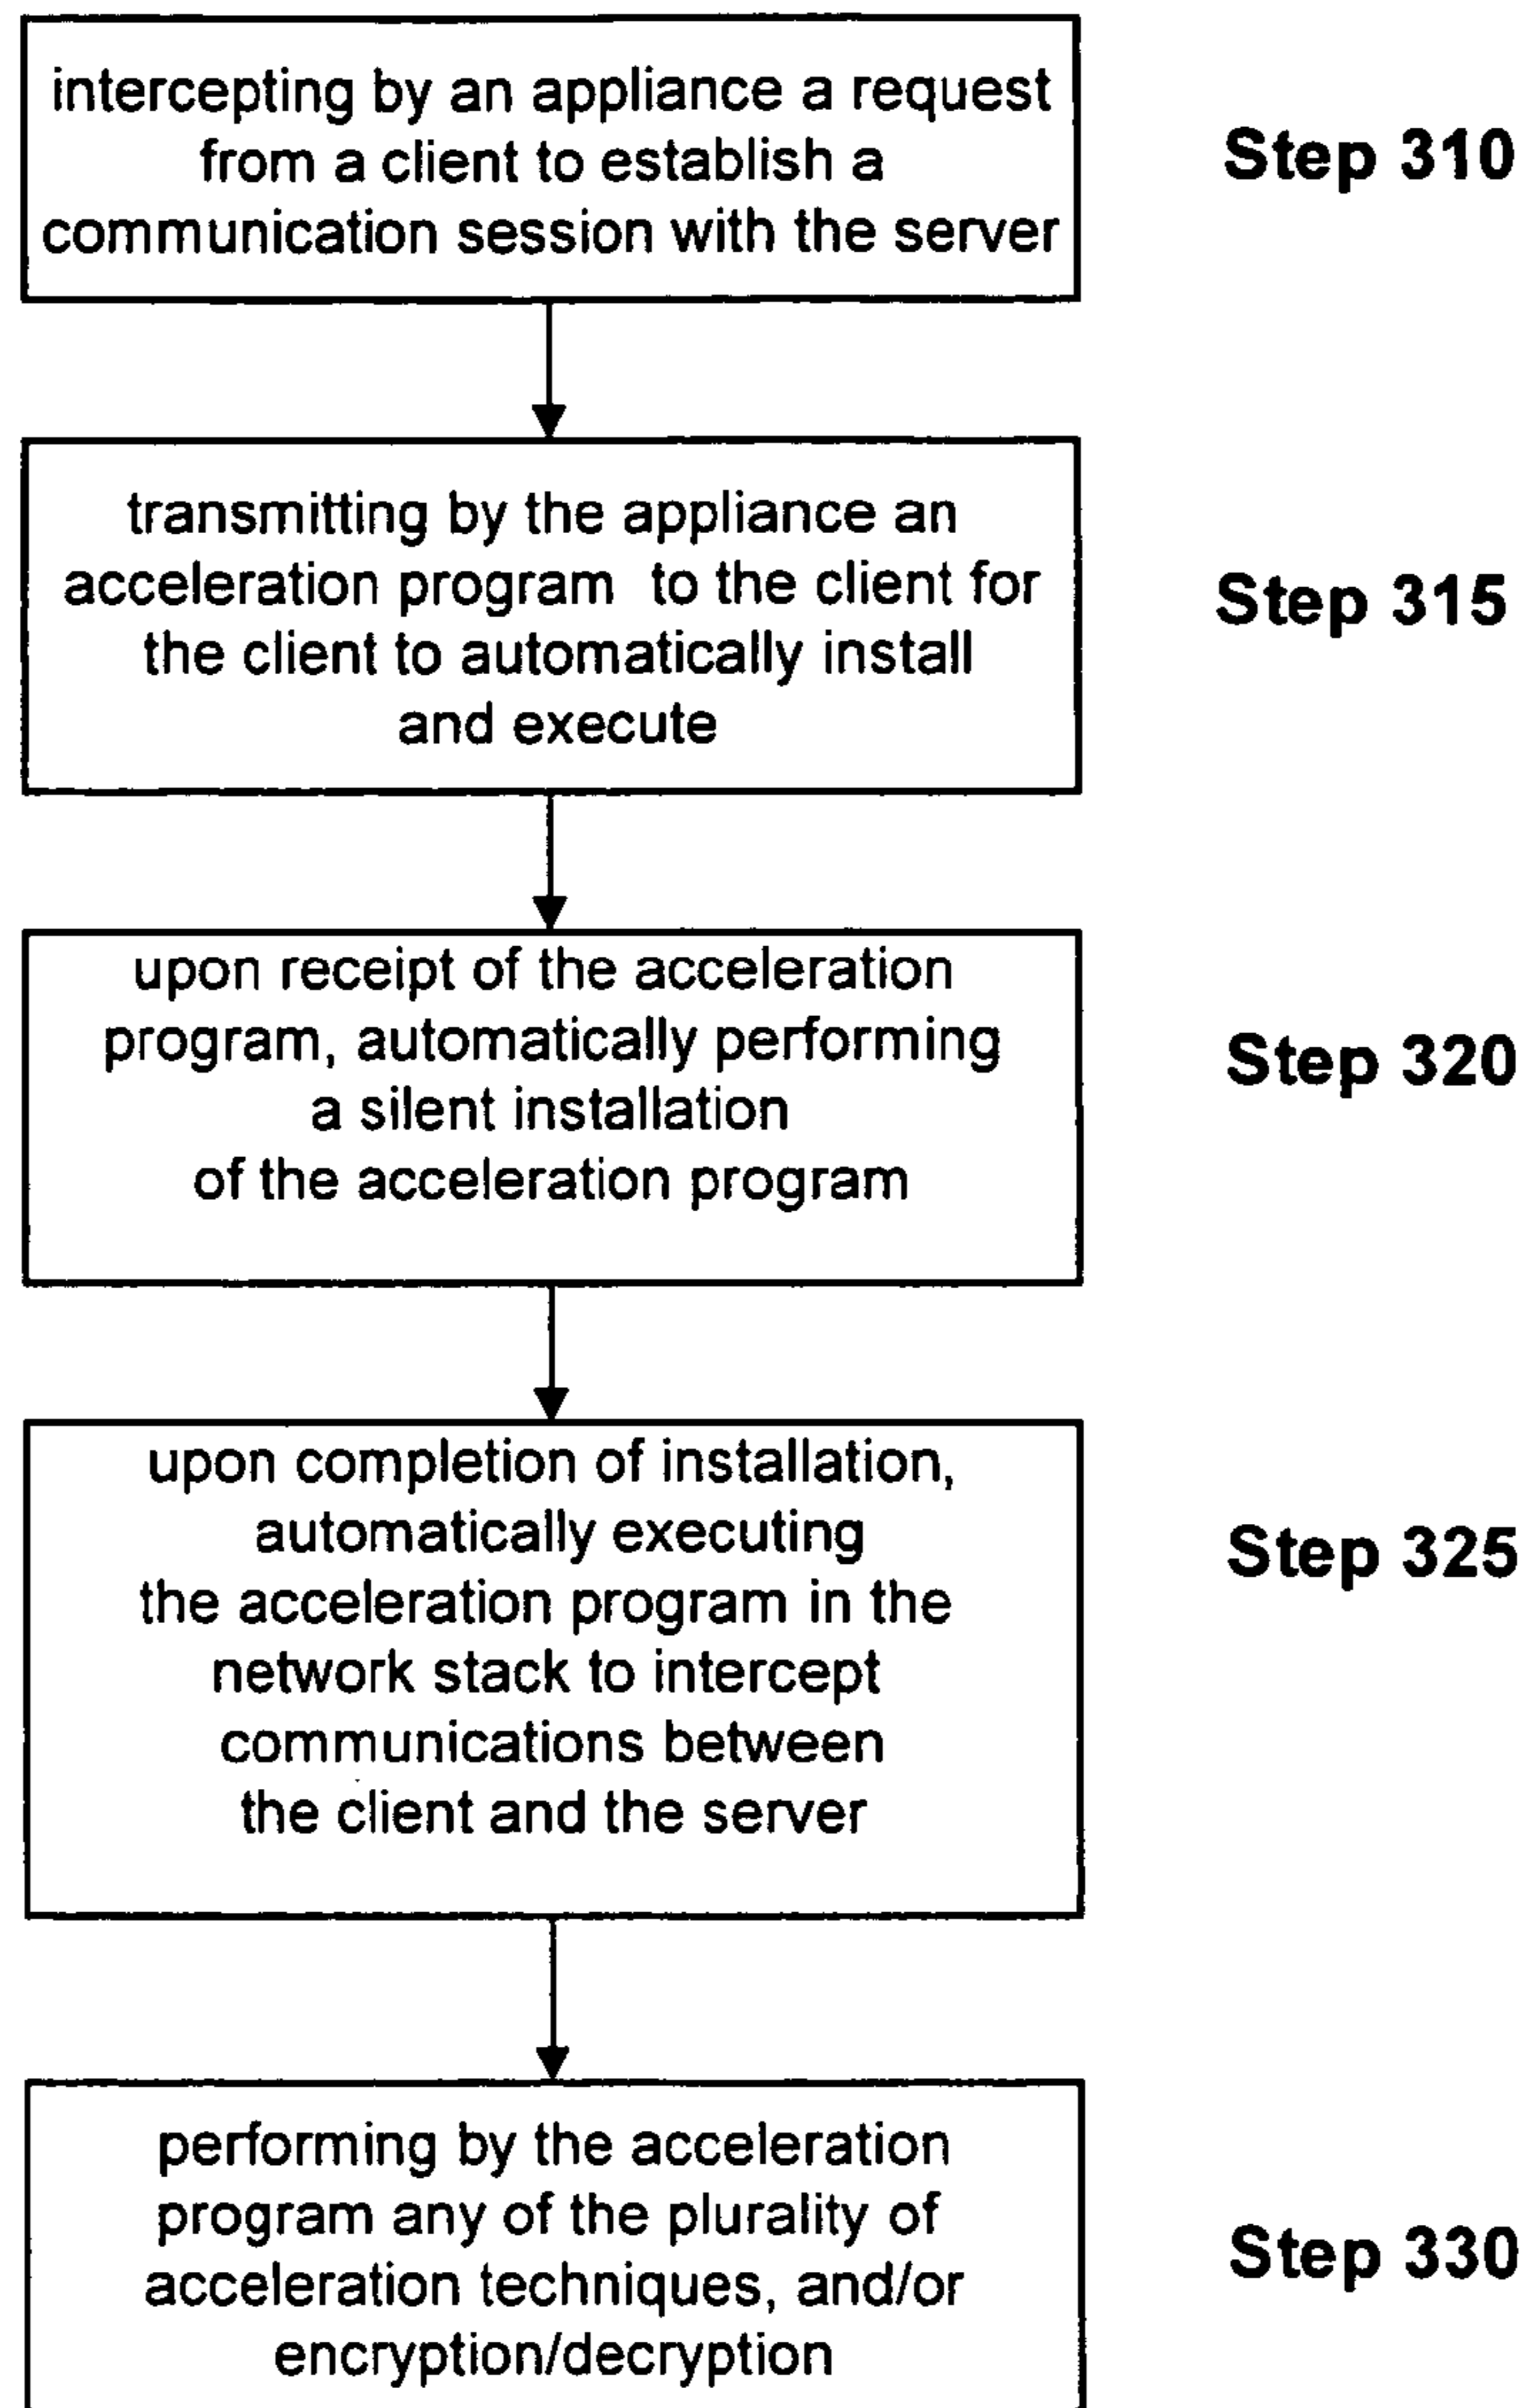 intercepting by an appliance a request
from a client to establish a
communication session with the server
Step 310
transmitting by the appliance an
acceleration program to the client for
the client to automatically install
and execute
Step 315
upon receipt of the acceleration
program, automatically performing
a silent installation
of the acceleration program
Step 320
upon completion of installation,
automatically executing
the acceleration program in the
network stack to intercept
communications between
the client and the server
Step 325
performing by the acceleration
program any of the plurality of
acceleration techniques, and/or
encryption/decryption
Step 330